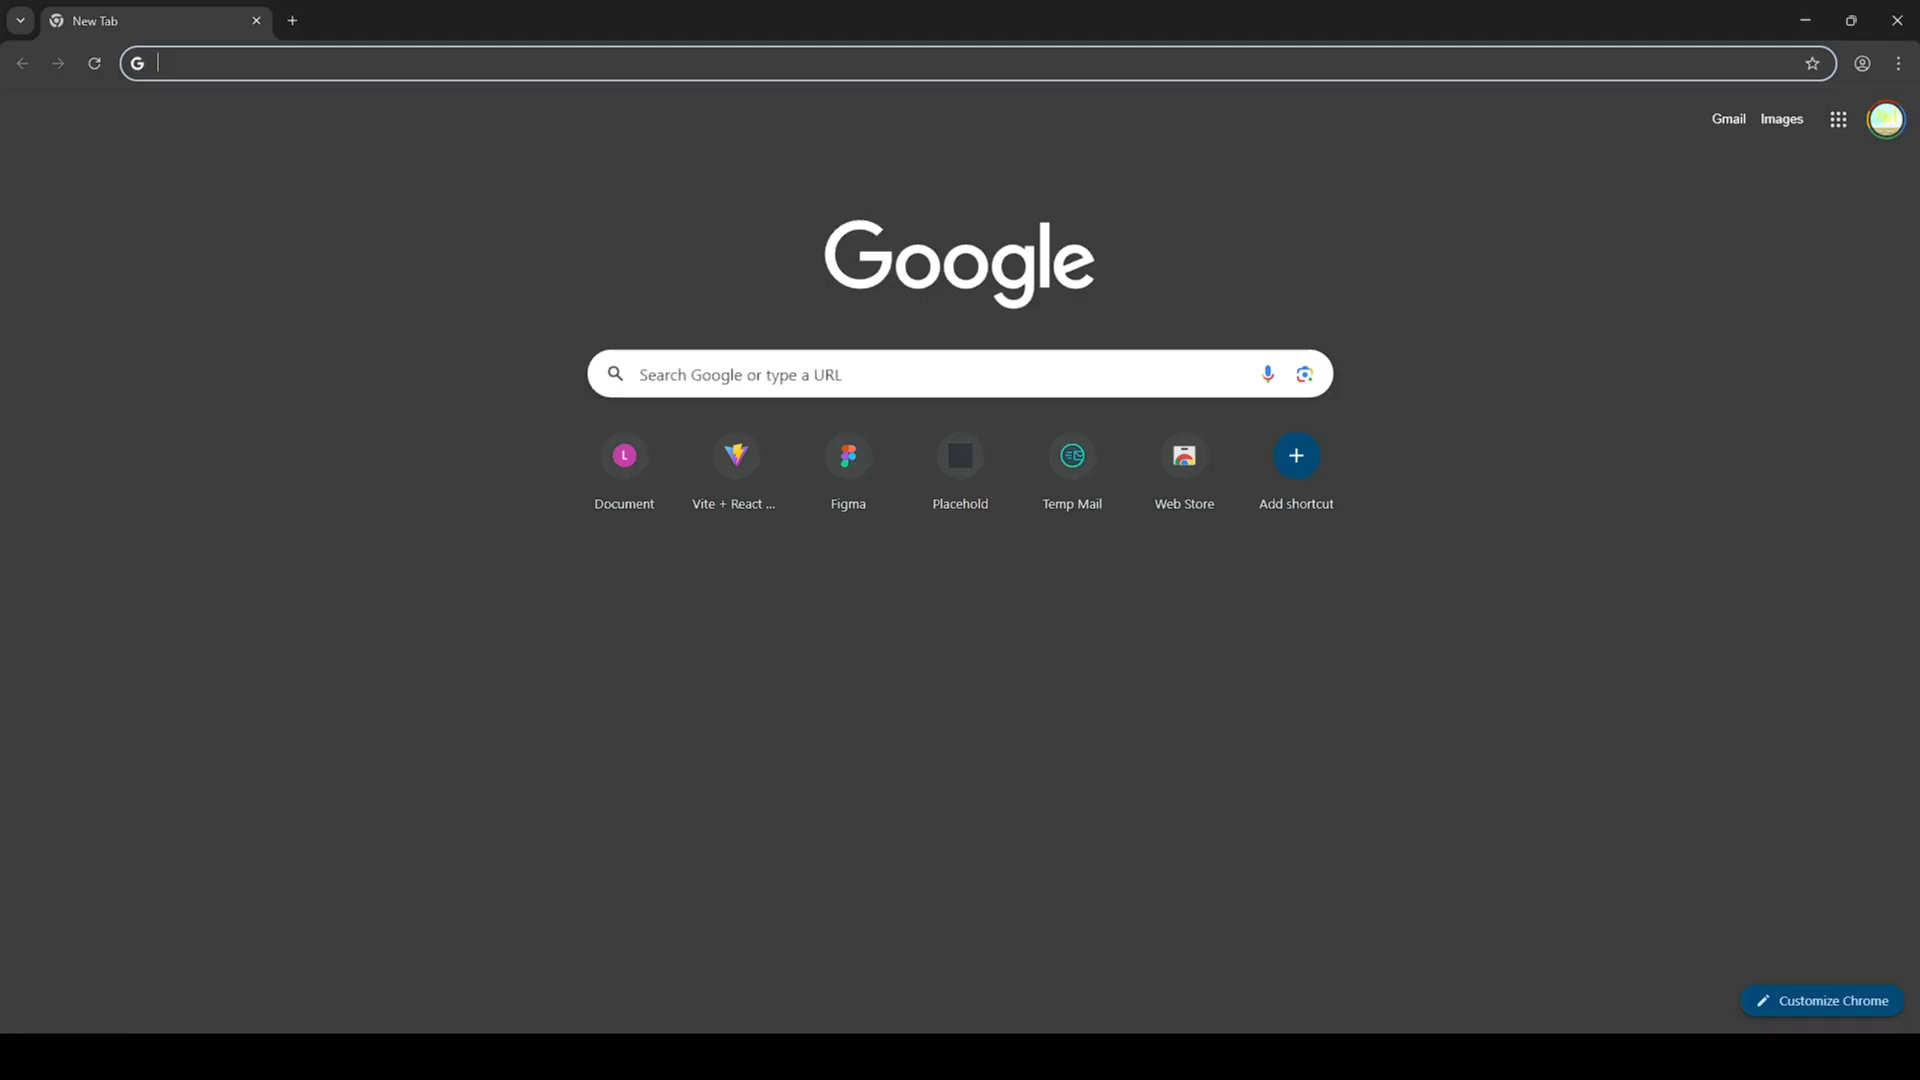 New Tab
Gmail Images
Google
Search Google or type a URL
L
Document Vite + React ... Figma Placehold Temp Mail Web Store Add shortcut
Customize Chrome